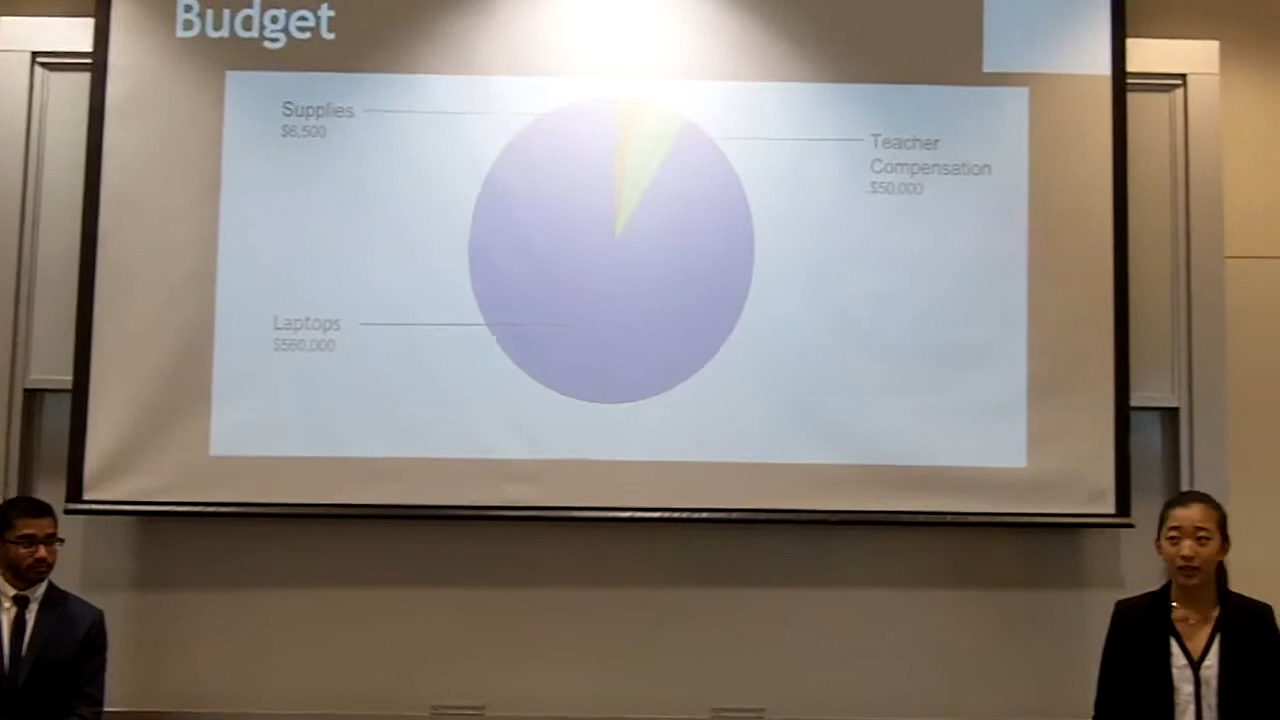 Budget
Supplies
$6,500
Teacher
Compensation
$50,000
Laptops
$560,000